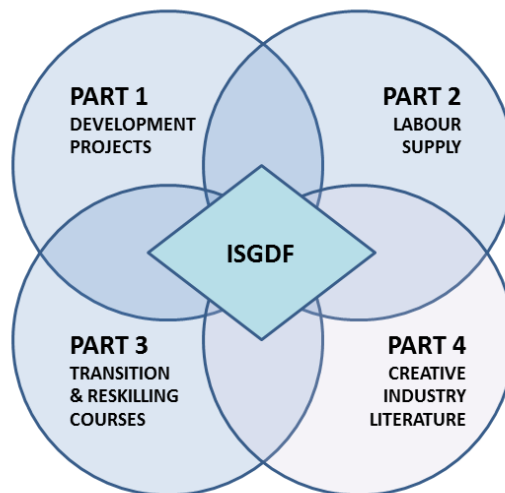 PART 1
DEVELOPMENT
PROJECTS
PART 2
LABOUR
SUPPLY
ISGDF
PART 3
TRANSITION
& RESKILLING
COURSES
PART 4
CREATIVE
INDUSTRY
LITERATURE